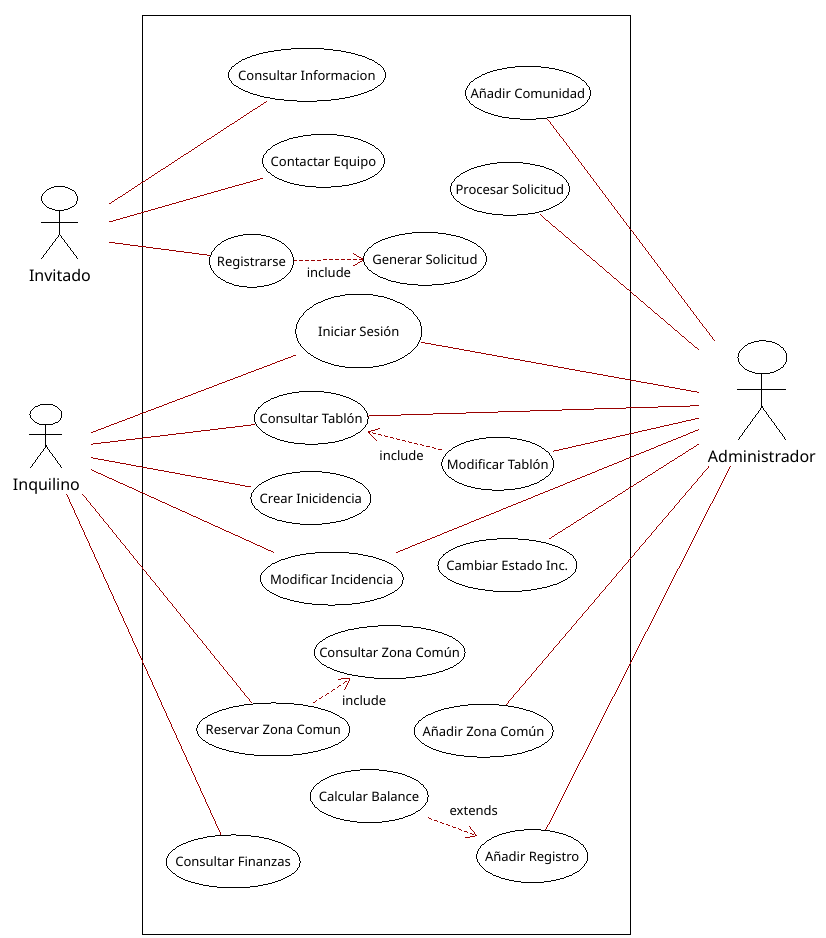 Consultar Informacion
Añadir Comunidad
Contactar Equipo
Procesar Solicitud
Invitado
Registrarse
include
Generar Solicitud
Iniciar Sesión
Consultar Tablón
include
Modificar Tablón
Administrador
Inquilino
Crear Inicidencia
Modificar Incidencia
Cambiar Estado Inc.
Consultar Zona Común
include
Reservar Zona Comun
Añadir Zona Común
Calcular Balance
extends
Consultar Finanzas
Añadir Registro